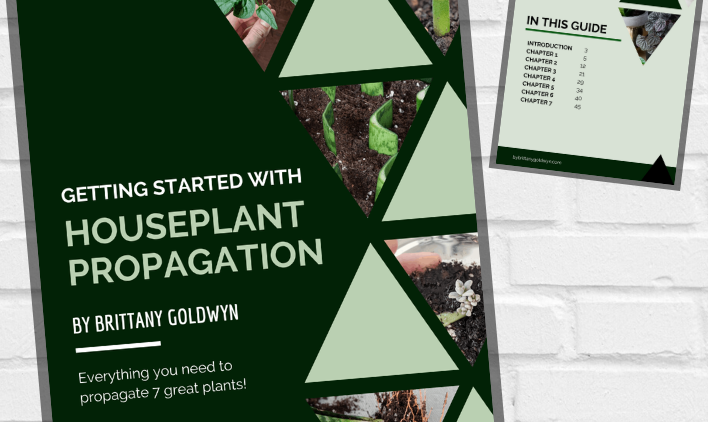 GETTING STARTED WITH
HOUSEPLANT
PROPAGATION
BY BRITTANY GOLDWYN
Everything you need to
propagate 7 great plants!
IN THIS GUIDE
INTRODUCTION 3
CHAPTER 1 5
CHAPTER 2 12
CHAPTER 3 21
CHAPTER 4 29
CHAPTER 5 34
CHAPTER 6 40
CHAPTER 7 45
bybrittanygoldwyn.com